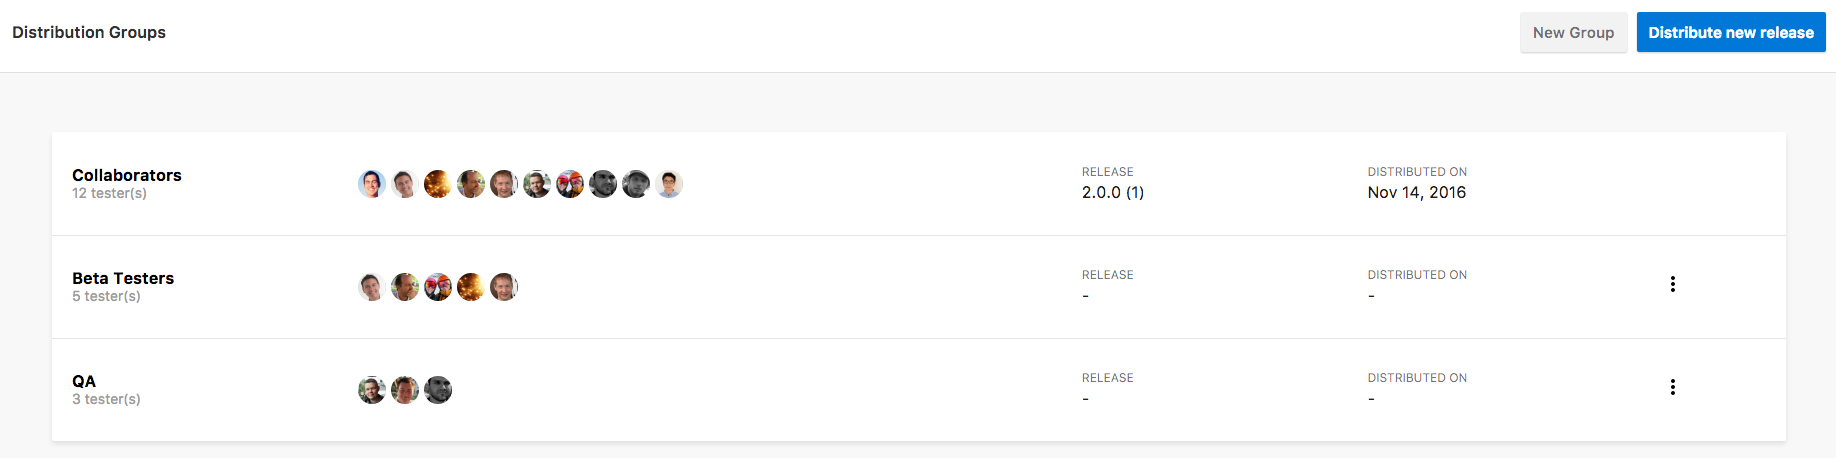 Distribution Groups
New Group
Distribute new release
Collaborators
12 tester(s)
RELEASE
2.0.0 (1)
DISTRIBUTED ON
Nov 14, 2016
Beta Testers
5 tester(s)
RELEASE
-
DISTRIBUTED ON
-
QA
3 tester(s)
RELEASE
-
DISTRIBUTED ON
-